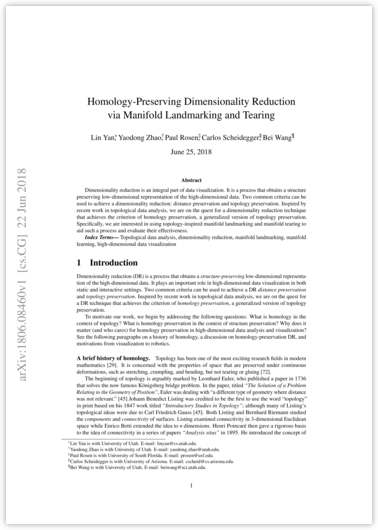 Homology-Preserving Dimensionality Reduction
via Manifold Landmarking and Tearing
Lin Yan*, Yaodong Zhao†, Paul Rosen‡, Carlos Scheidegger§, Bei Wang¶
June 25, 2018
Abstract
Dimensionality reduction is an integral part of data visualization. It is a process that obtains a structure
preserving low-dimensional representation of the high-dimensional data. Two common criteria can be
used to achieve a dimensionality reduction: distance preservation and topology preservation. Inspired by
recent work in topological data analysis, we are on the quest for a dimensionality reduction technique
that achieves the criterion of homology preservation, a generalized version of topology preservation.
Specifically, we are interested in using topology-inspired manifold landmarking and manifold tearing to
aid such a process and evaluate their effectiveness.
Index Terms— Topological data analysis, dimensionality reduction, manifold landmarking, manifold
learning, high-dimensional data visualization
1 Introduction
Dimensionality reduction (DR) is a process that obtains a structure-preserving low-dimensional representa-
tion of the high-dimensional data. It plays an important role in high-dimensional data visualization in both
static and interactive settings. Two common criteria can be used to achieve a DR distance preservation
and topology preservation. Inspired by recent work in topological data analysis, we are on the quest for
a DR technique that achieves the criterion of homology preservation, a generalized version of topology
preservation.
To motivate our work, we begin by addressing the following questions: What is homology in the
context of topology? What is homology preservation in the context of structure preservation? Why does it
matter (and who cares) for homology preservation in high-dimensional data analysis and visualization?
See the following paragraphs on a history of homology, a discussion on homology-preservation DR, and
motivations from visualization to robotics.
A brief history of homology. Topology has been one of the most exciting research fields in modern
mathematics [29]. It is concerned with the properties of space that are preserved under continuous
deformations, such as stretching, crumpling, and bending, but not tearing or gluing [72].
The beginning of topology is arguably marked by Leonhard Euler, who published a paper in 1736
that solves the now famous Königsberg bridge problem. In the paper, titled "The Solution of a Problem
Relating to the Geometry of Position", Euler was dealing with "a different type of geometry where distance
was not relevant." [45] Johann Benedict Listing was credited to be the first to use the word "topology"
in print based on his 1847 work titled "Introductory Studies in Topology"; although many of Listing's
topological ideas were due to Carl Friedrich Gauss [45]. Both Listing and Bernhard Riemann studied
the components and connectivity of surfaces. Listing examined connectivity in 3-dimensional Euclidean
space while Enrico Betti extended the idea to n dimensions. Henri Poincaré then gave a rigorous basis
to the idea of connectivity in a series of papers "Analysis situs" in 1895. He introduced the concept of
*Lin Yan is with University of Utah. E-mail: linyan@cs.utah.edu.
†Yaodong Zhao is with University of Utah. E-mail: yaodong.zhao@utah.edu.
‡Paul Rosen is with University of South Florida. E-mail: prosen@usf.edu.
§Carlos Scheidegger is with University of Arizona. E-mail: cscheid@cs.arizona.edu.
¶Bei Wang is with University of Utah. E-mail: beiwang@sci.utah.edu.
1
arXiv:1806.08460v1 [cs.CG] 22 Jun 2018